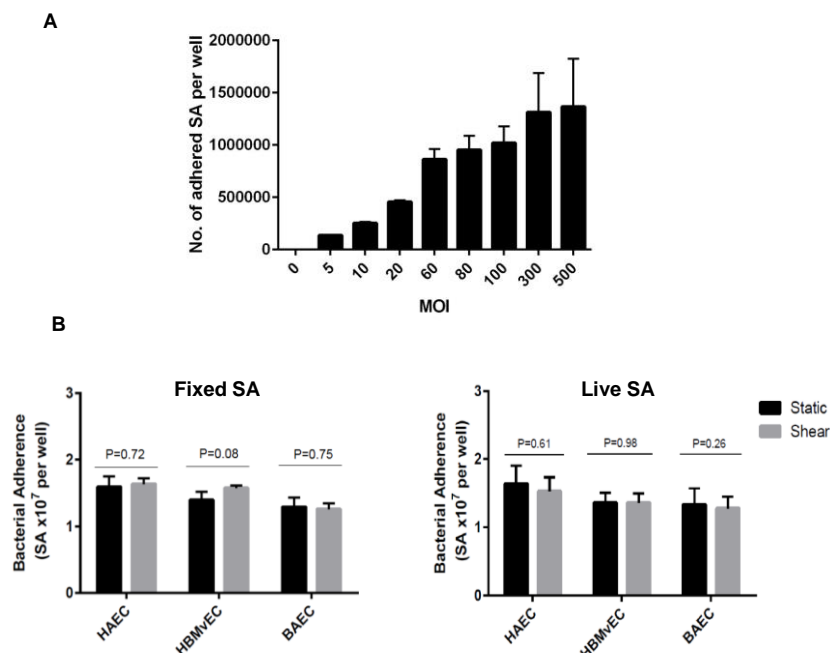 A
No. of adhered SA per well
2000000
1500000
1000000
500000
0
0 5 10 20 60 80 100 300 500
MOI
B
Fixed SA
Bacterial Adherence
(SA x10⁷ per well)
3
2
1
0
P=0.72 P=0.08 P=0.75
HAEC HBMvEC BAEC
Live SA
Bacterial Adherence
(SA x10⁷ per well)
3
2
1
0
P=0.61 P=0.98 P=0.26
HAEC HBMvEC BAEC
Static
Shear